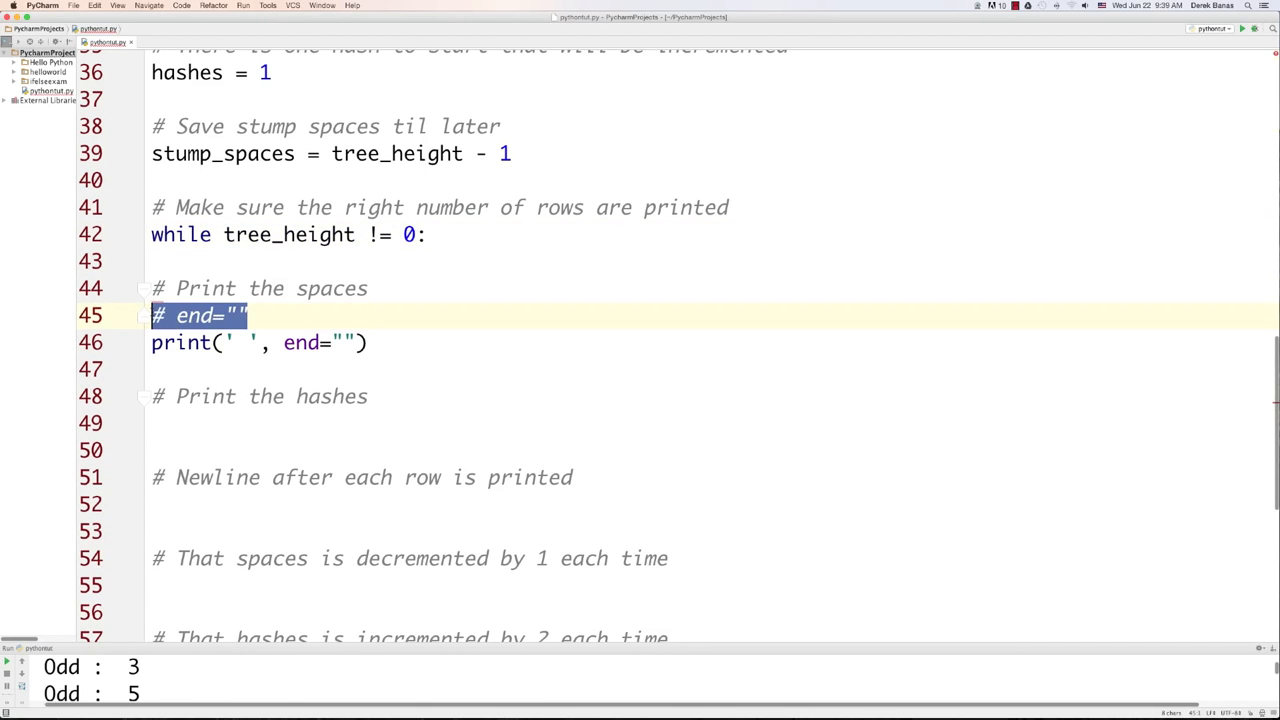 PyCharm File Edit View Navigate Code Refactor Run Tools VCS Window Help 10 Wed Jun 22 9:39 AM Derek Banas
pythontut.py - PycharmProjects - [~/PycharmProjects]
PycharmProjects pythontut.py pythontut
pythontut.py
PycharmProject
Hello Python
helloworld
ifelseexam
pythontut.py
External Librarie
# There is one hash to start that will be incremented
36 hashes = 1
37
38 # Save stump spaces til later
39 stump_spaces = tree_height - 1
40
41 # Make sure the right number of rows are printed
42 while tree_height != 0:
43
44 # Print the spaces
45 # end=""
46 print(' ', end="")
47
48 # Print the hashes
49
50
51 # Newline after each row is printed
52
53
54 # That spaces is decremented by 1 each time
55
56
57 # That hashes is incremented by 2 each time
Run pythontut
Odd : 3
Odd : 5
6 chars 45:1 LF÷ UTF-8÷